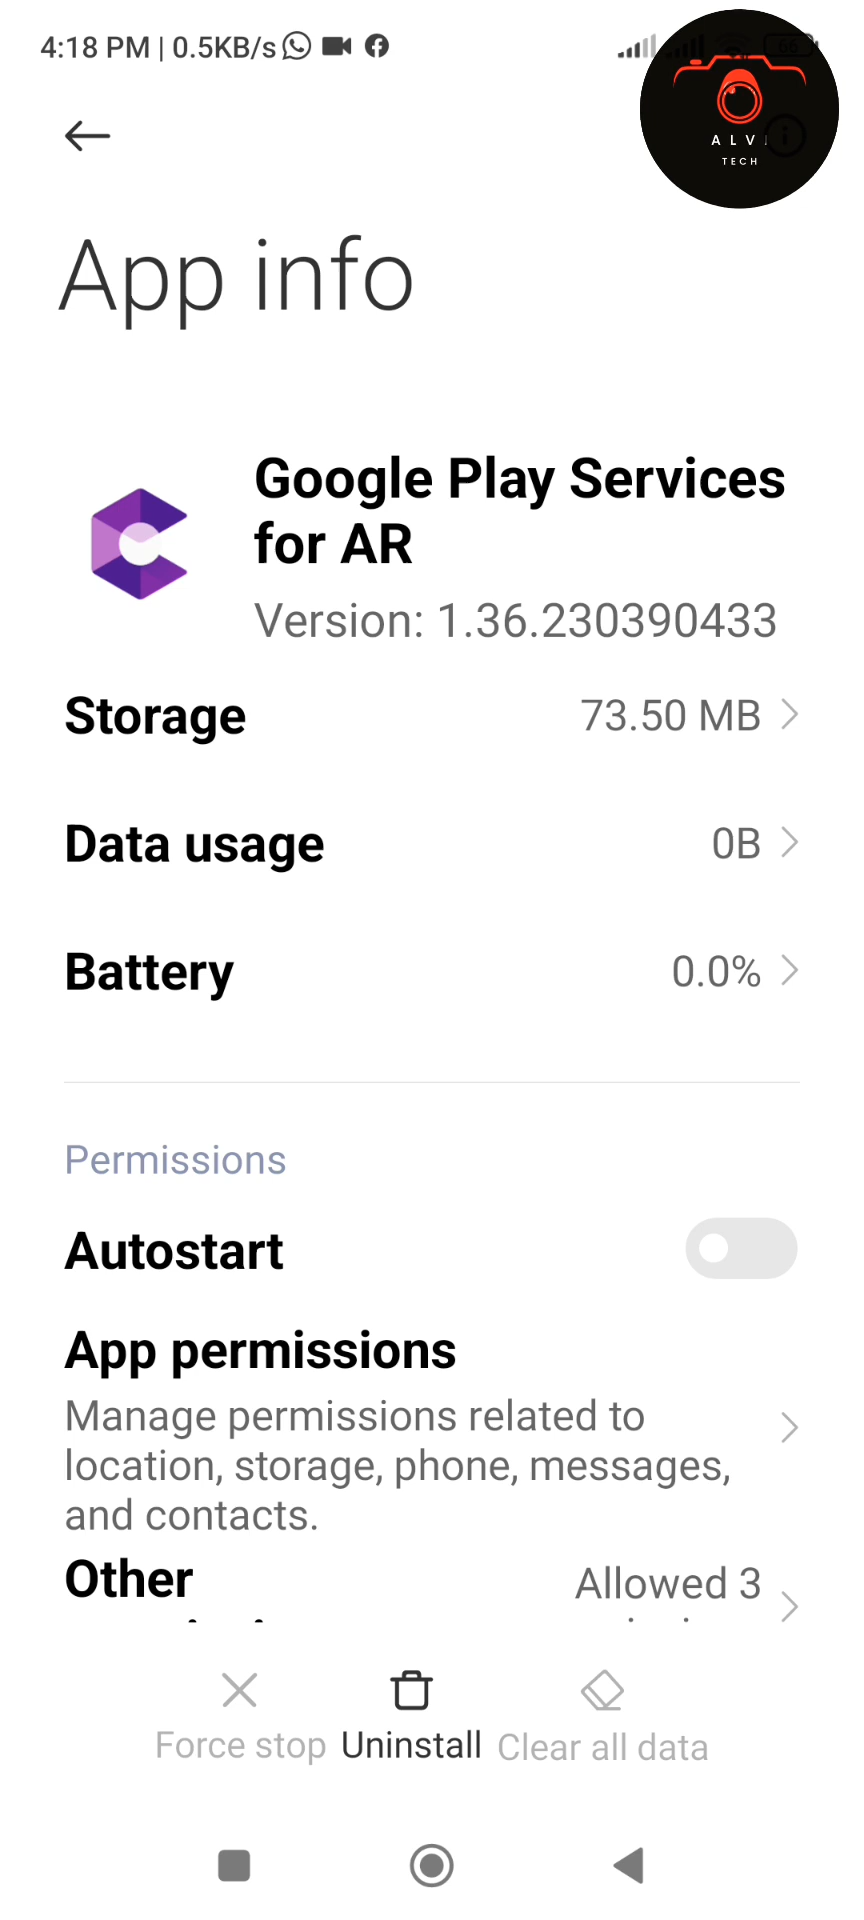 4:18 PM | 0.5KB/s
66
ALV
TECH
App info
Google Play Services
for AR
Version: 1.36.230390433
Storage 73.50 MB
Data usage 0B
Battery 0.0%
Permissions
Autostart
App permissions
Manage permissions related to
location, storage, phone, messages,
and contacts.
Other Allowed 3
Force stop Uninstall Clear all data